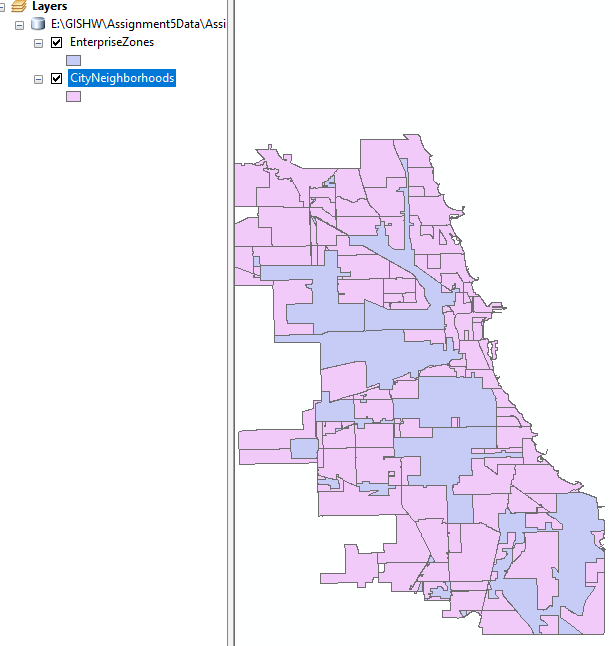 Layers
E:\GISHW\Assignment5Data\Assi
EnterpriseZones
CityNeighborhoods